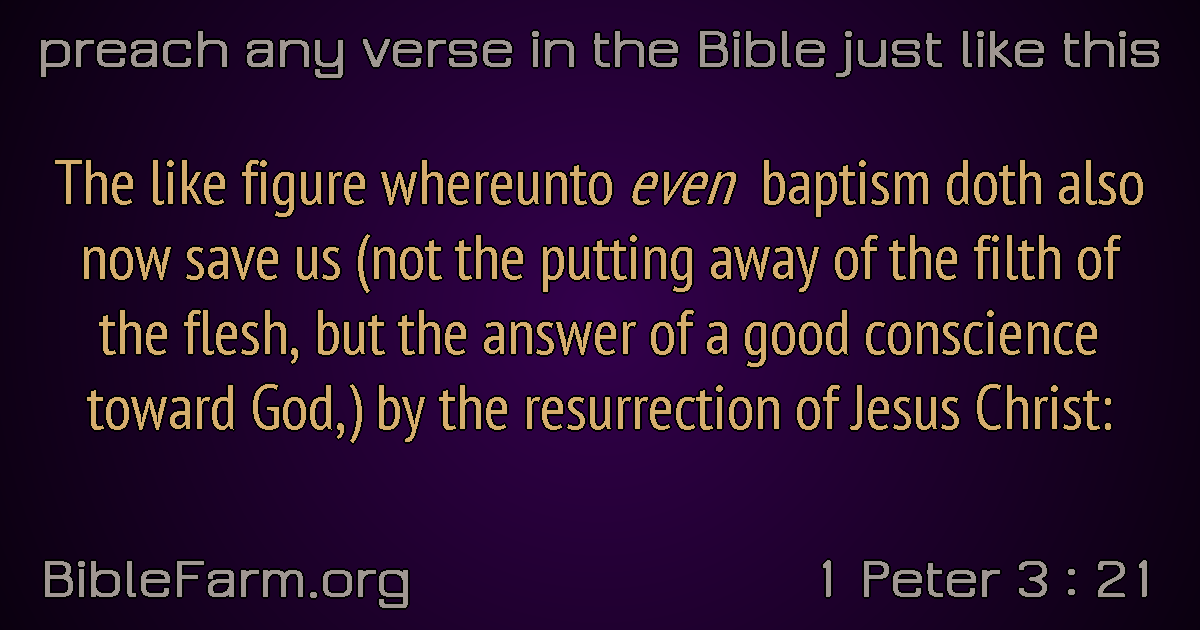 preach any verse in the Bible just like this
The like figure whereunto even baptism doth also
now save us (not the putting away of the filth of
the flesh, but the answer of a good conscience
toward God,) by the resurrection of Jesus Christ:
BibleFarm.org
1 Peter 3 : 21